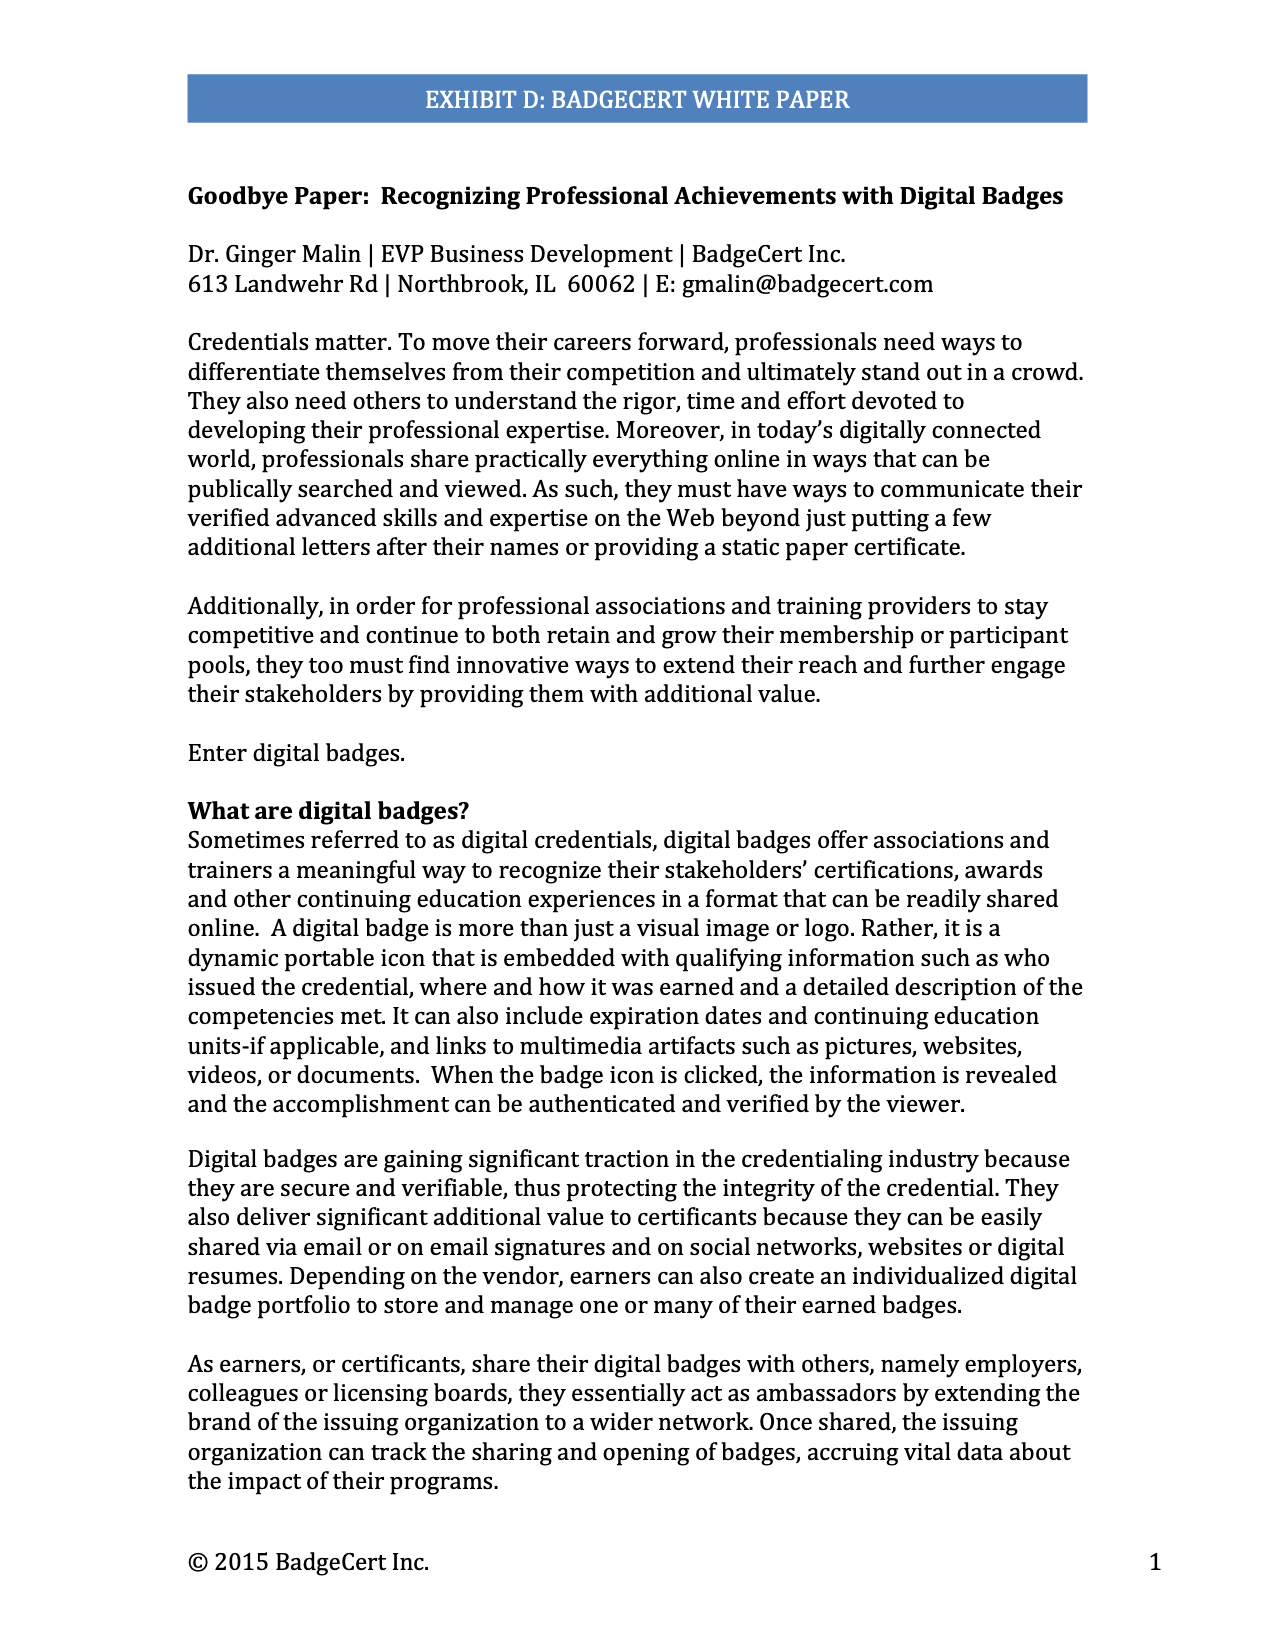 EXHIBIT D: BADGECERT WHITE PAPER
Goodbye Paper:  Recognizing Professional Achievements with Digital Badges
Dr. Ginger Malin | EVP Business Development | BadgeCert Inc.
613 Landwehr Rd | Northbrook, IL  60062 | E: gmalin@badgecert.com
Credentials matter. To move their careers forward, professionals need ways to
differentiate themselves from their competition and ultimately stand out in a crowd.
They also need others to understand the rigor, time and effort devoted to
developing their professional expertise. Moreover, in today’s digitally connected
world, professionals share practically everything online in ways that can be
publically searched and viewed. As such, they must have ways to communicate their
verified advanced skills and expertise on the Web beyond just putting a few
additional letters after their names or providing a static paper certificate.
Additionally, in order for professional associations and training providers to stay
competitive and continue to both retain and grow their membership or participant
pools, they too must find innovative ways to extend their reach and further engage
their stakeholders by providing them with additional value.
Enter digital badges.
What are digital badges?
Sometimes referred to as digital credentials, digital badges offer associations and
trainers a meaningful way to recognize their stakeholders’ certifications, awards
and other continuing education experiences in a format that can be readily shared
online.  A digital badge is more than just a visual image or logo. Rather, it is a
dynamic portable icon that is embedded with qualifying information such as who
issued the credential, where and how it was earned and a detailed description of the
competencies met. It can also include expiration dates and continuing education
units-if applicable, and links to multimedia artifacts such as pictures, websites,
videos, or documents.  When the badge icon is clicked, the information is revealed
and the accomplishment can be authenticated and verified by the viewer.
Digital badges are gaining significant traction in the credentialing industry because
they are secure and verifiable, thus protecting the integrity of the credential. They
also deliver significant additional value to certificants because they can be easily
shared via email or on email signatures and on social networks, websites or digital
resumes. Depending on the vendor, earners can also create an individualized digital
badge portfolio to store and manage one or many of their earned badges.
As earners, or certificants, share their digital badges with others, namely employers,
colleagues or licensing boards, they essentially act as ambassadors by extending the
brand of the issuing organization to a wider network. Once shared, the issuing
organization can track the sharing and opening of badges, accruing vital data about
the impact of their programs.
© 2015 BadgeCert Inc. 1